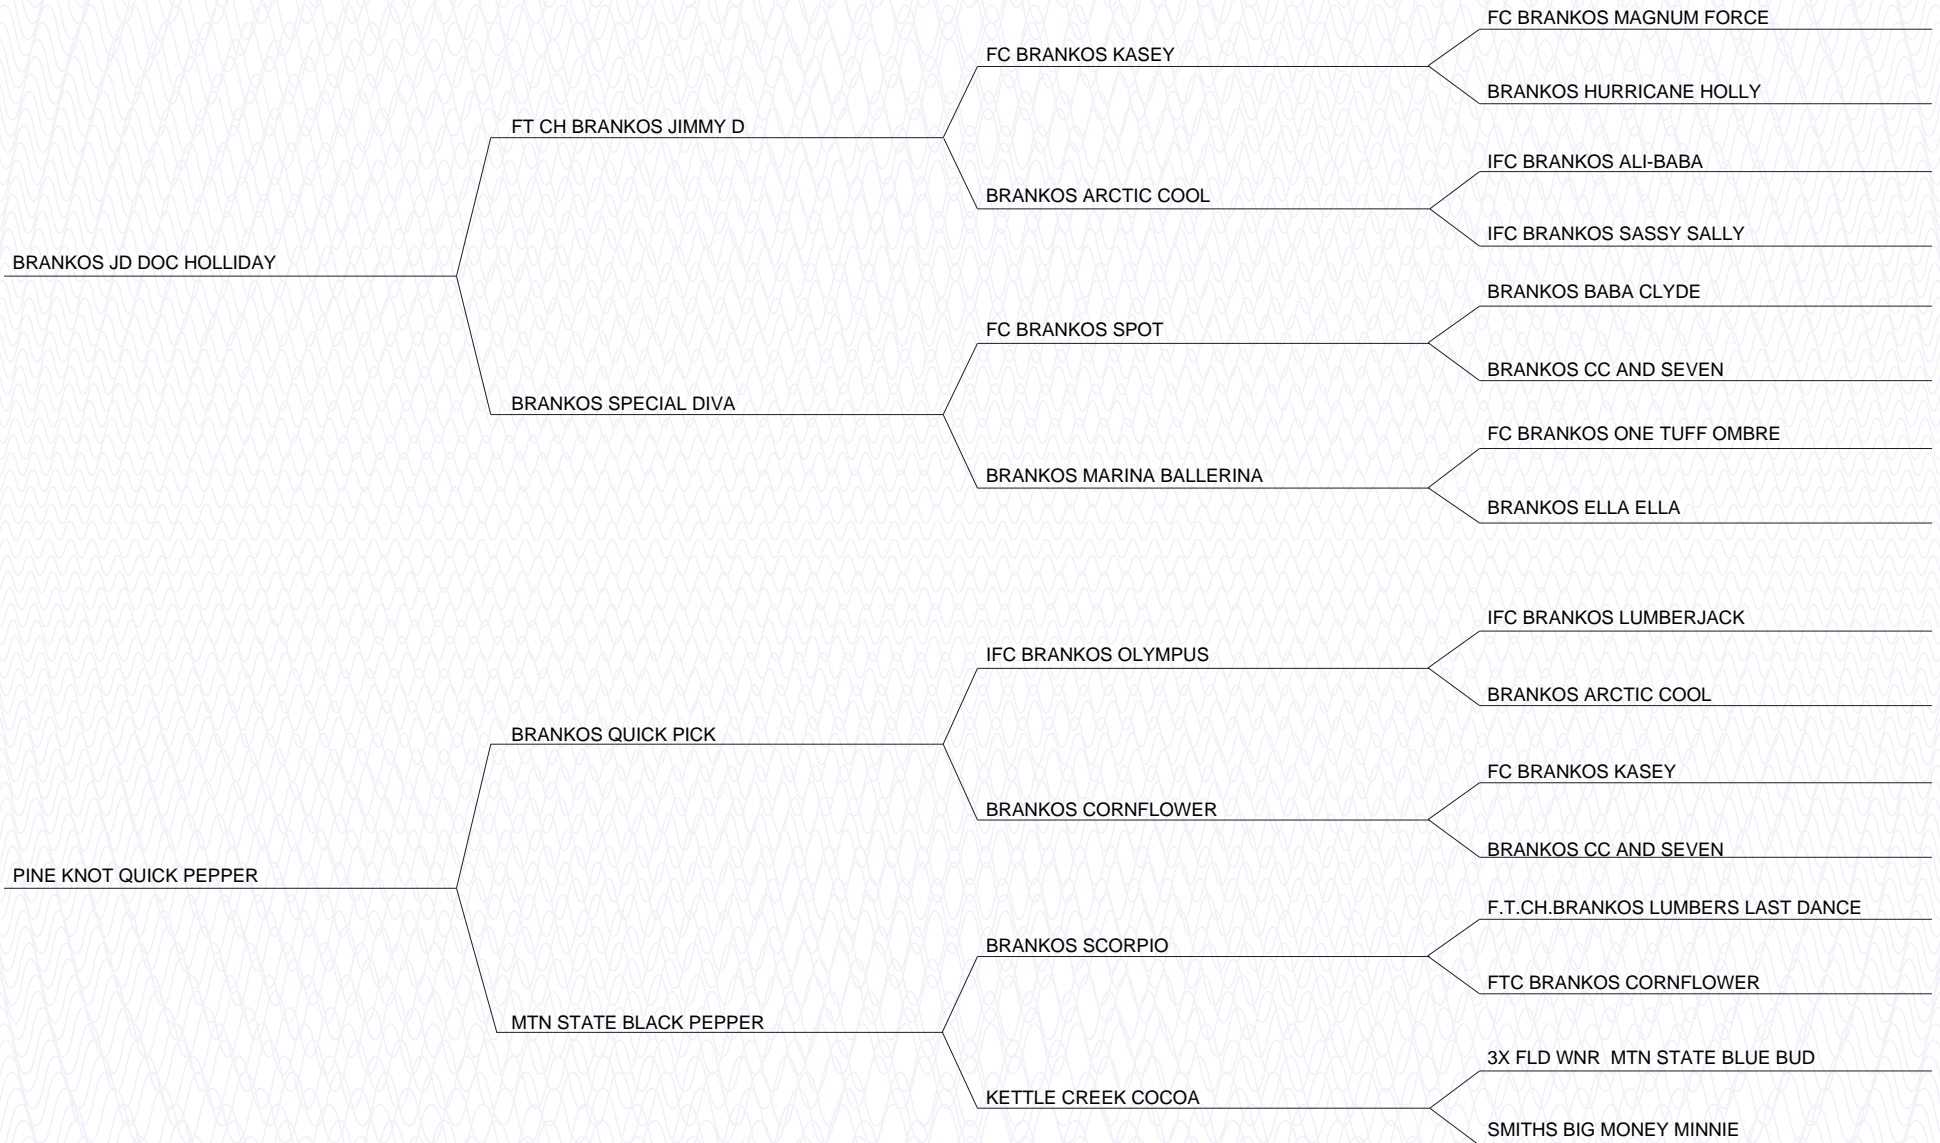 FC BRANKOS MAGNUM FORCE
FC BRANKOS KASEY
BRANKOS HURRICANE HOLLY
FT CH BRANKOS JIMMY D
IFC BRANKOS ALI-BABA
BRANKOS ARCTIC COOL
IFC BRANKOS SASSY SALLY
BRANKOS JD DOC HOLLIDAY
BRANKOS BABA CLYDE
FC BRANKOS SPOT
BRANKOS CC AND SEVEN
BRANKOS SPECIAL DIVA
FC BRANKOS ONE TUFF OMBRE
BRANKOS MARINA BALLERINA
BRANKOS ELLA ELLA
IFC BRANKOS LUMBERJACK
IFC BRANKOS OLYMPUS
BRANKOS ARCTIC COOL
BRANKOS QUICK PICK
FC BRANKOS KASEY
BRANKOS CORNFLOWER
BRANKOS CC AND SEVEN
PINE KNOT QUICK PEPPER
F.T.CH.BRANKOS LUMBERS LAST DANCE
BRANKOS SCORPIO
FTC BRANKOS CORNFLOWER
MTN STATE BLACK PEPPER
3X FLD WNR  MTN STATE BLUE BUD
KETTLE CREEK COCOA
SMITHS BIG MONEY MINNIE